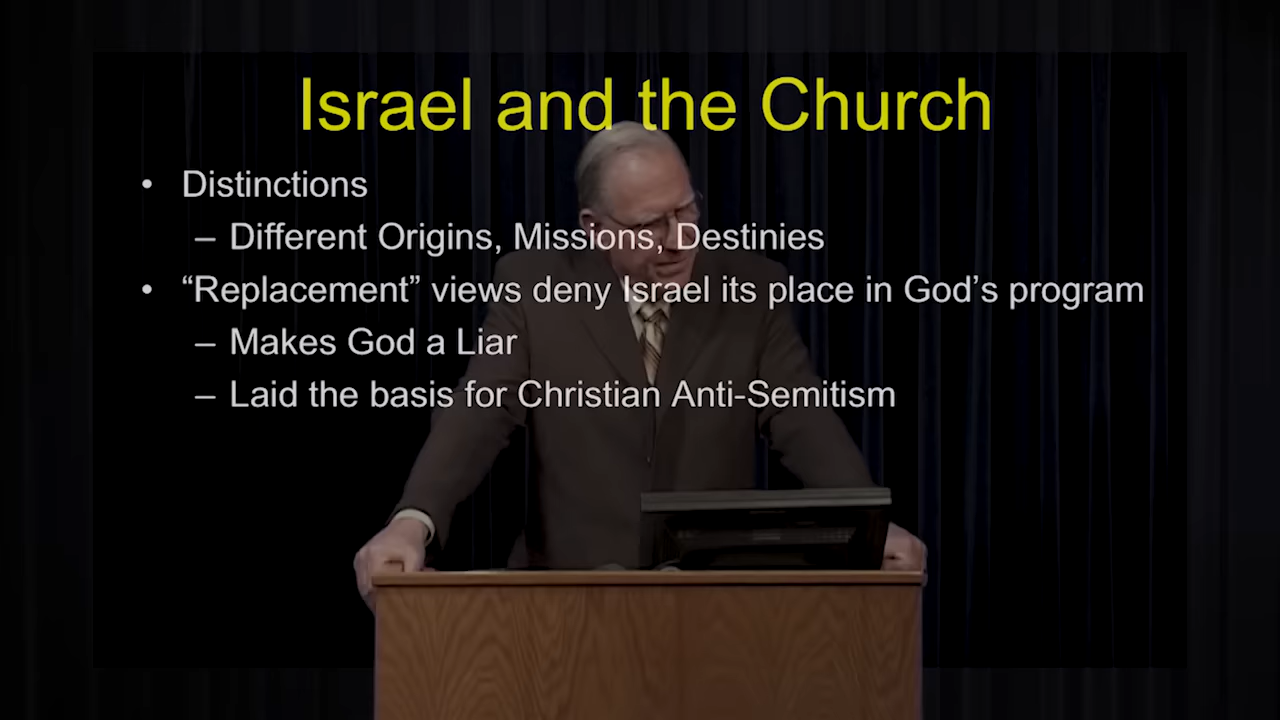 Israel and the Church
• Distinctions
– Different Origins, Missions, Destinies
• “Replacement” views deny Israel its place in God’s program
– Makes God a Liar
– Laid the basis for Christian Anti-Semitism